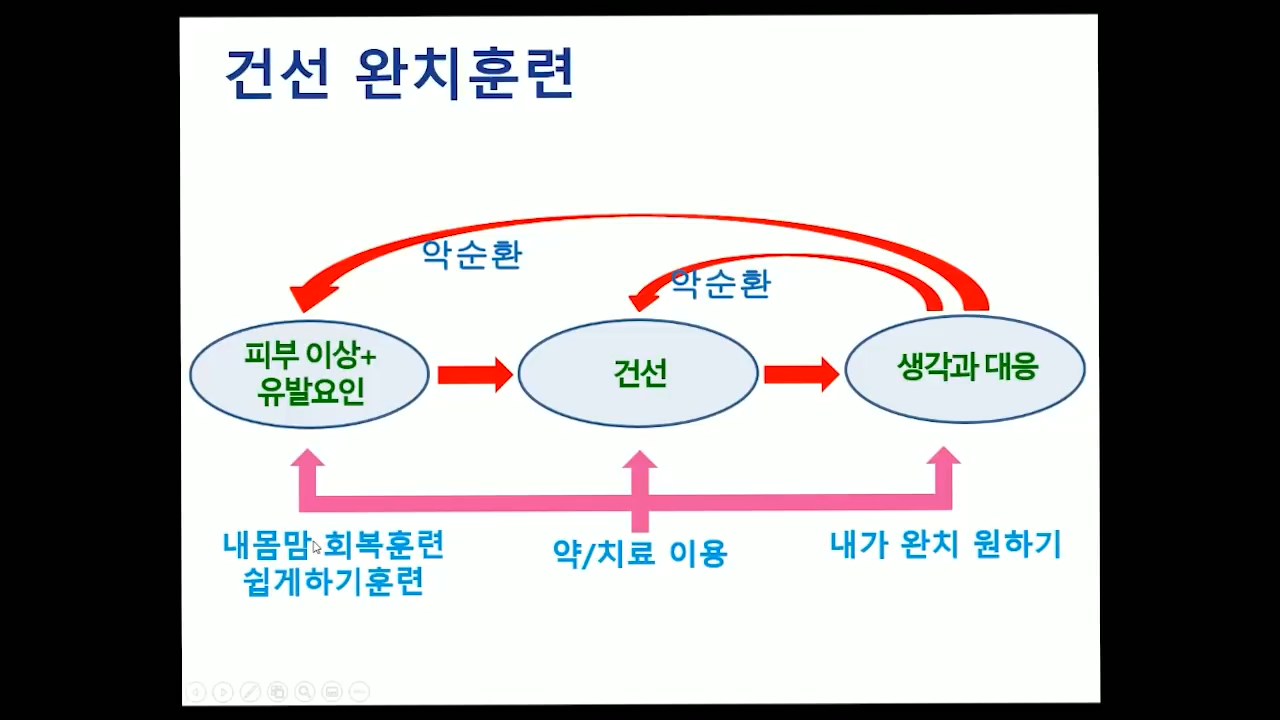 건선 완치훈련
악순환
악순환
피부 이상+
유발요인
건선
생각과 대응
내몸맘 회복훈련
쉽게하기훈련
약/치료 이용
내가 완치 원하기